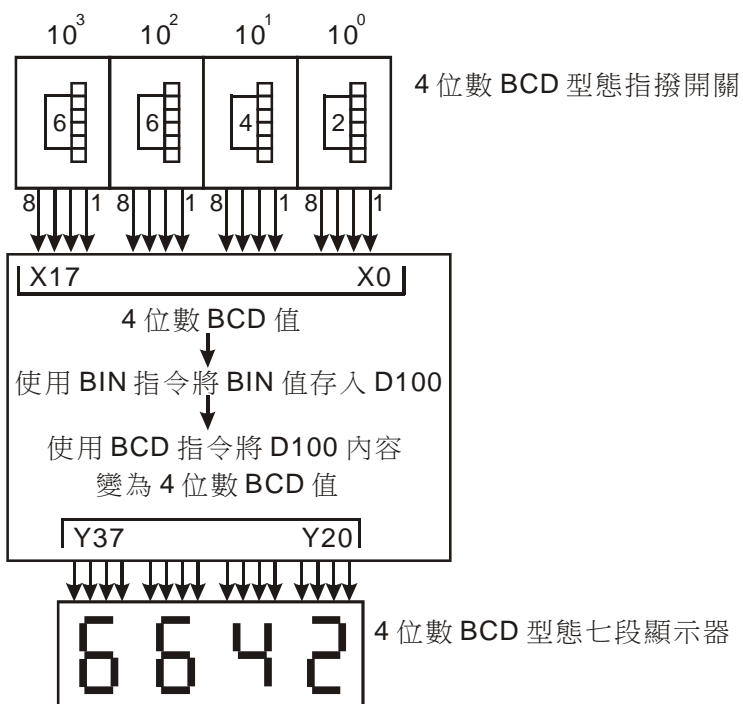 10³ 10² 10¹ 10⁰
4 位數 BCD 型態指撥開關
6 6 4 2
8 1 8 1 8 1 8 1
X17 X0
4 位數 BCD 值
使用 BIN 指令將 BIN 值存入 D100
使用 BCD 指令將 D100 內容
變為 4 位數 BCD 值
Y37 Y20
6642
4 位數 BCD 型態七段顯示器